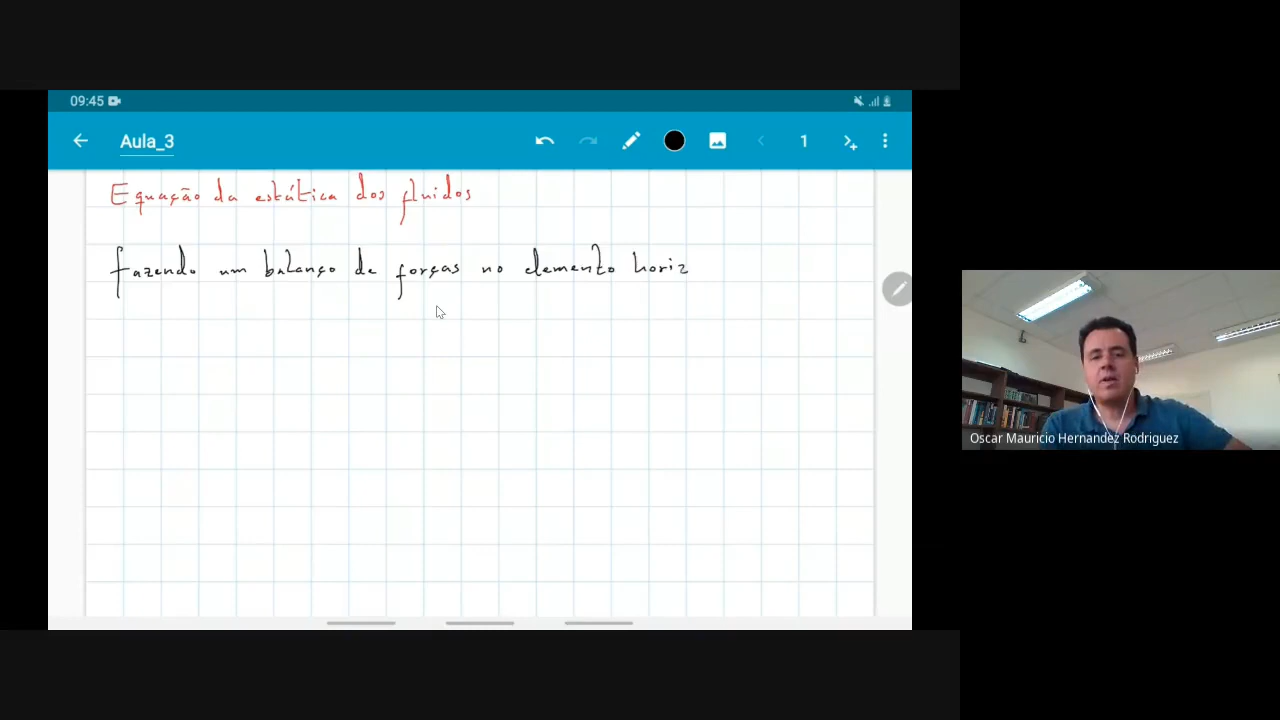 09:45
Aula_3
1
Equação da estática dos fluidos
fazendo um balanço de forças no elemento horiz
Oscar Mauricio Hernandez Rodriguez